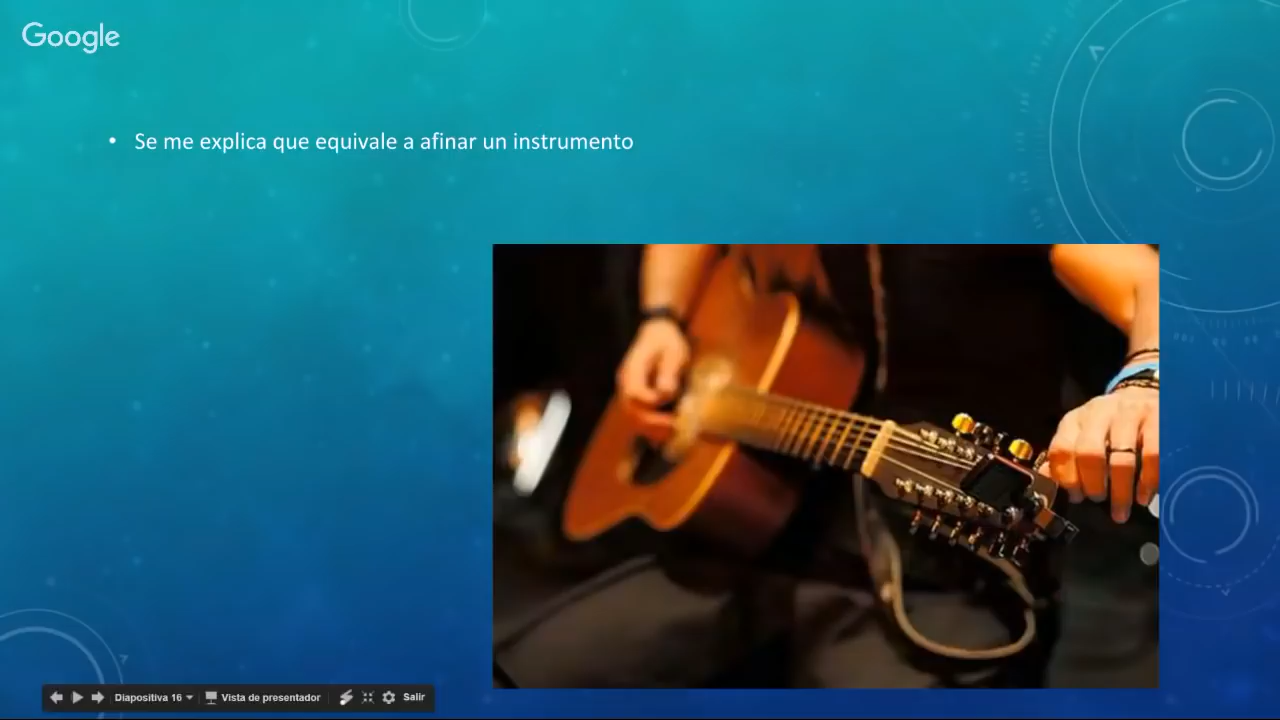 Google
• Se me explica que equivale a afinar un instrumento
Diapositiva 16 Vista de presentador Salir